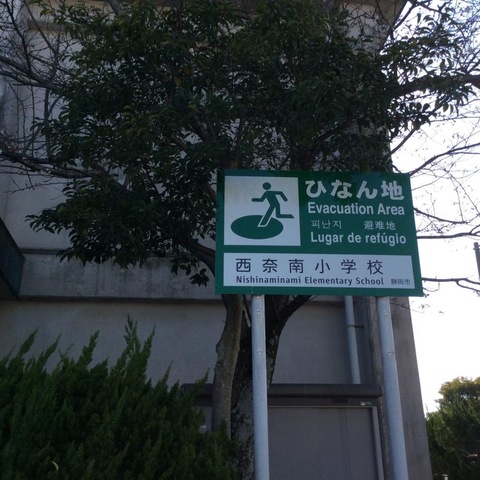 ひなん地
Evacuation Area
피난지 避難地
Lugar de refúgio
西奈南小学校
Nishinaminami Elementary School 静岡市